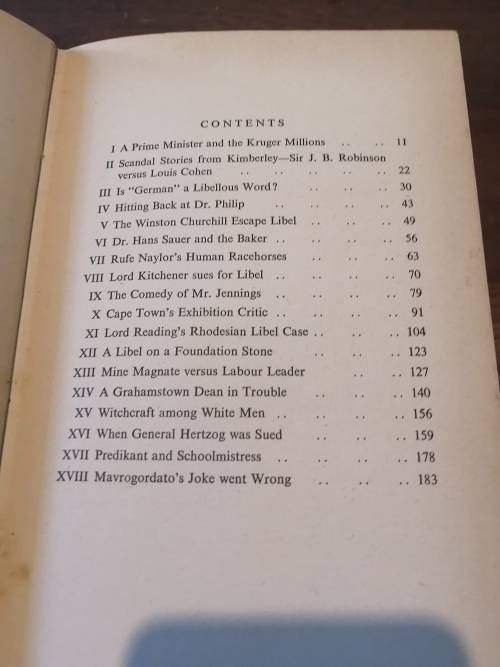 CONTENTS
I A Prime Minister and the Kruger Millions .. .. 11
II Scandal Stories from Kimberley—Sir J. B. Robinson
versus Louis Cohen .. .. .. .. .. 22
III Is "German" a Libellous Word? .. .. .. 30
IV Hitting Back at Dr. Philip .. .. .. 43
V The Winston Churchill Escape Libel .. .. .. 49
VI Dr. Hans Sauer and the Baker .. .. .. .. 56
VII Rufe Naylor's Human Racehorses .. .. .. 63
VIII Lord Kitchener sues for Libel .. .. .. 70
IX The Comedy of Mr. Jennings .. .. .. .. 79
X Cape Town's Exhibition Critic .. .. .. .. 91
XI Lord Reading's Rhodesian Libel Case .. .. .. 104
XII A Libel on a Foundation Stone .. .. .. 123
XIII Mine Magnate versus Labour Leader .. .. 127
XIV A Grahamstown Dean in Trouble .. .. .. 140
XV Witchcraft among White Men .. .. .. .. 156
XVI When General Hertzog was Sued .. .. .. 159
XVII Predikant and Schoolmistress .. .. .. .. 178
XVIII Mavrogordato's Joke went Wrong .. .. .. 183